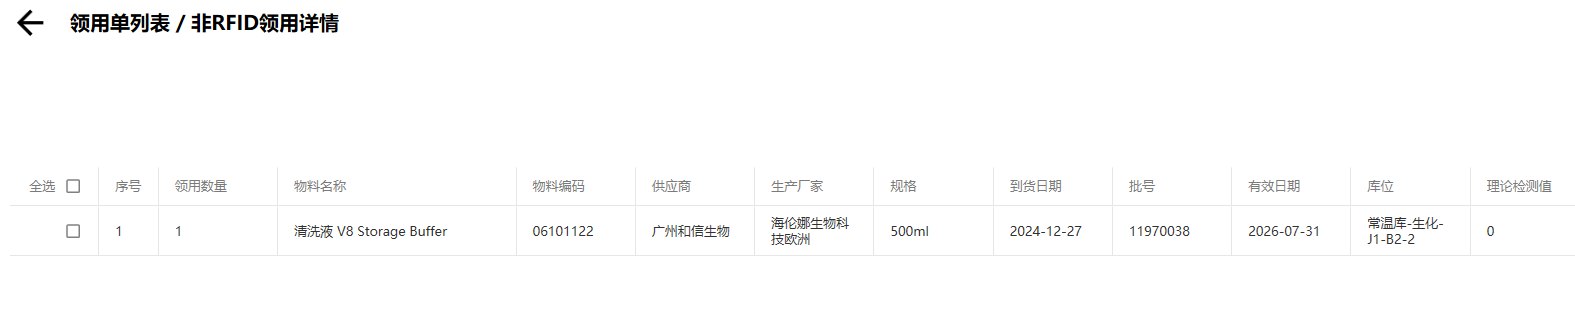 领用单列表 / 非RFID领用详情
全选 序号 领用数量 物料名称 物料编码 供应商 生产厂家 规格 到货日期 批号 有效日期 库位 理论检测值
1 1 清洗液 V8 Storage Buffer 06101122 广州和信生物 海伦娜生物科技欧洲 500ml 2024-12-27 11970038 2026-07-31 常温库-生化-J1-B2-2 0